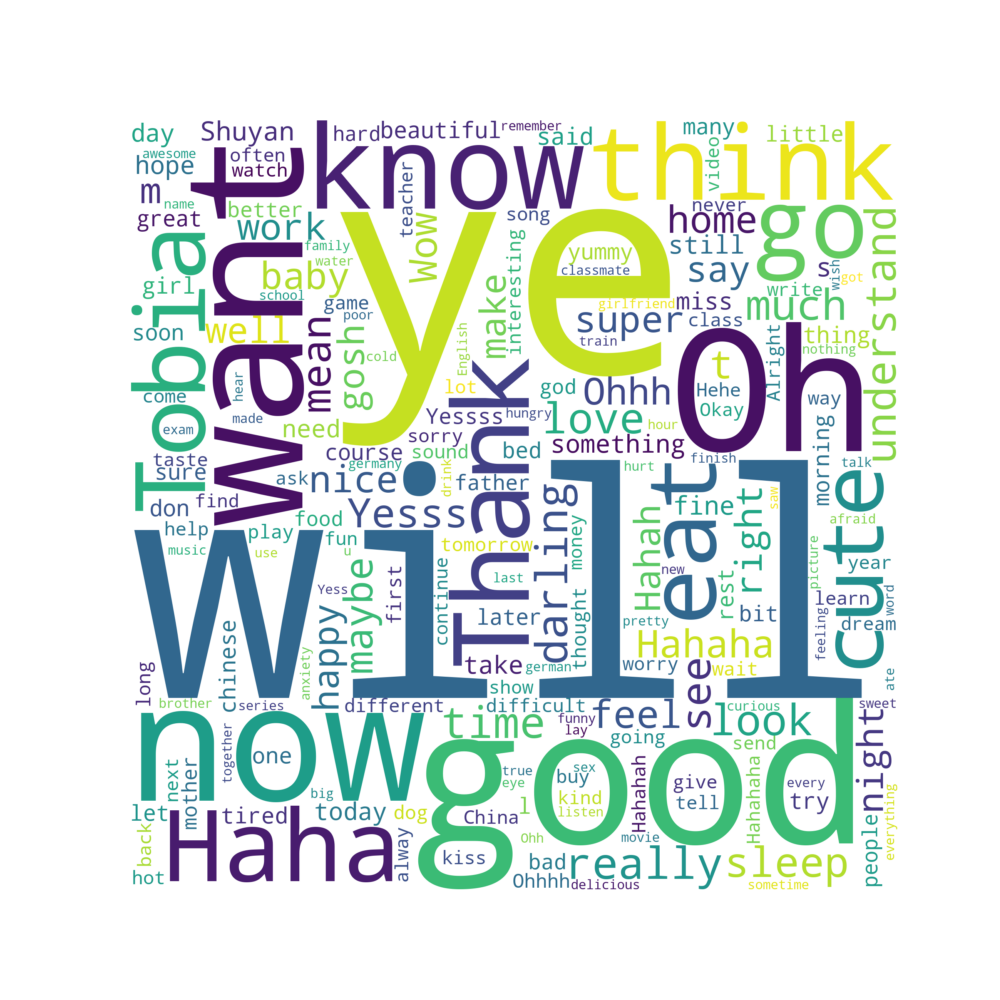 day
Shuyan
hard
beautiful
remember
said
many
little
awesome
hope
often
watch
know
think
video
m
name
great
want
better
work
teacher
Wow
song
never
home
go
Tobia
girl
family
water
baby
ye
yummy
classmate
still
say
s
write
wish
got
understand
school
game
poor
interesting
make
girlfriend
miss
much
soon
well
mean
gosh
super
class
thing
train
Oh
Alright
nothing
cold
English
t
way
come
hear
made
Thank
lot
god
Ohhh
Hehe
Okay
need
Yessss
hungry
love
hour
exam
course
sorry
sound
bed
something
finish
morning
talk
taste
sure
ask
nice
germany
drink
father
hurt
eat
cute
don
find
Yesss
darling
money
Hahah
fine
right
saw
afraid
help
play
food
music
use
fun
u
tomorrow
rest
new
picture
year
Will
Yess
maybe
first
continue
last
thought
pretty
bit
learn
word
happy
later
Hahaha
feeling
dream
chinese
anxiety
take
german
worry
see
wait
ate
long
brother
series
different
show
difficult
curious
sweet
now
together
one
time
good
funny
lay
feel
look
going
send
night
next
mother
big
true
eye
sex
buy
kind
listen
Hahahah
give
tell
Hahahaha
every
try
everything
let
back
tired
today
dog
l
China
Ohh
movie
people
Haha
alway
kiss
bad
really
sleep
hot
Ohhhh
delicious
sometime